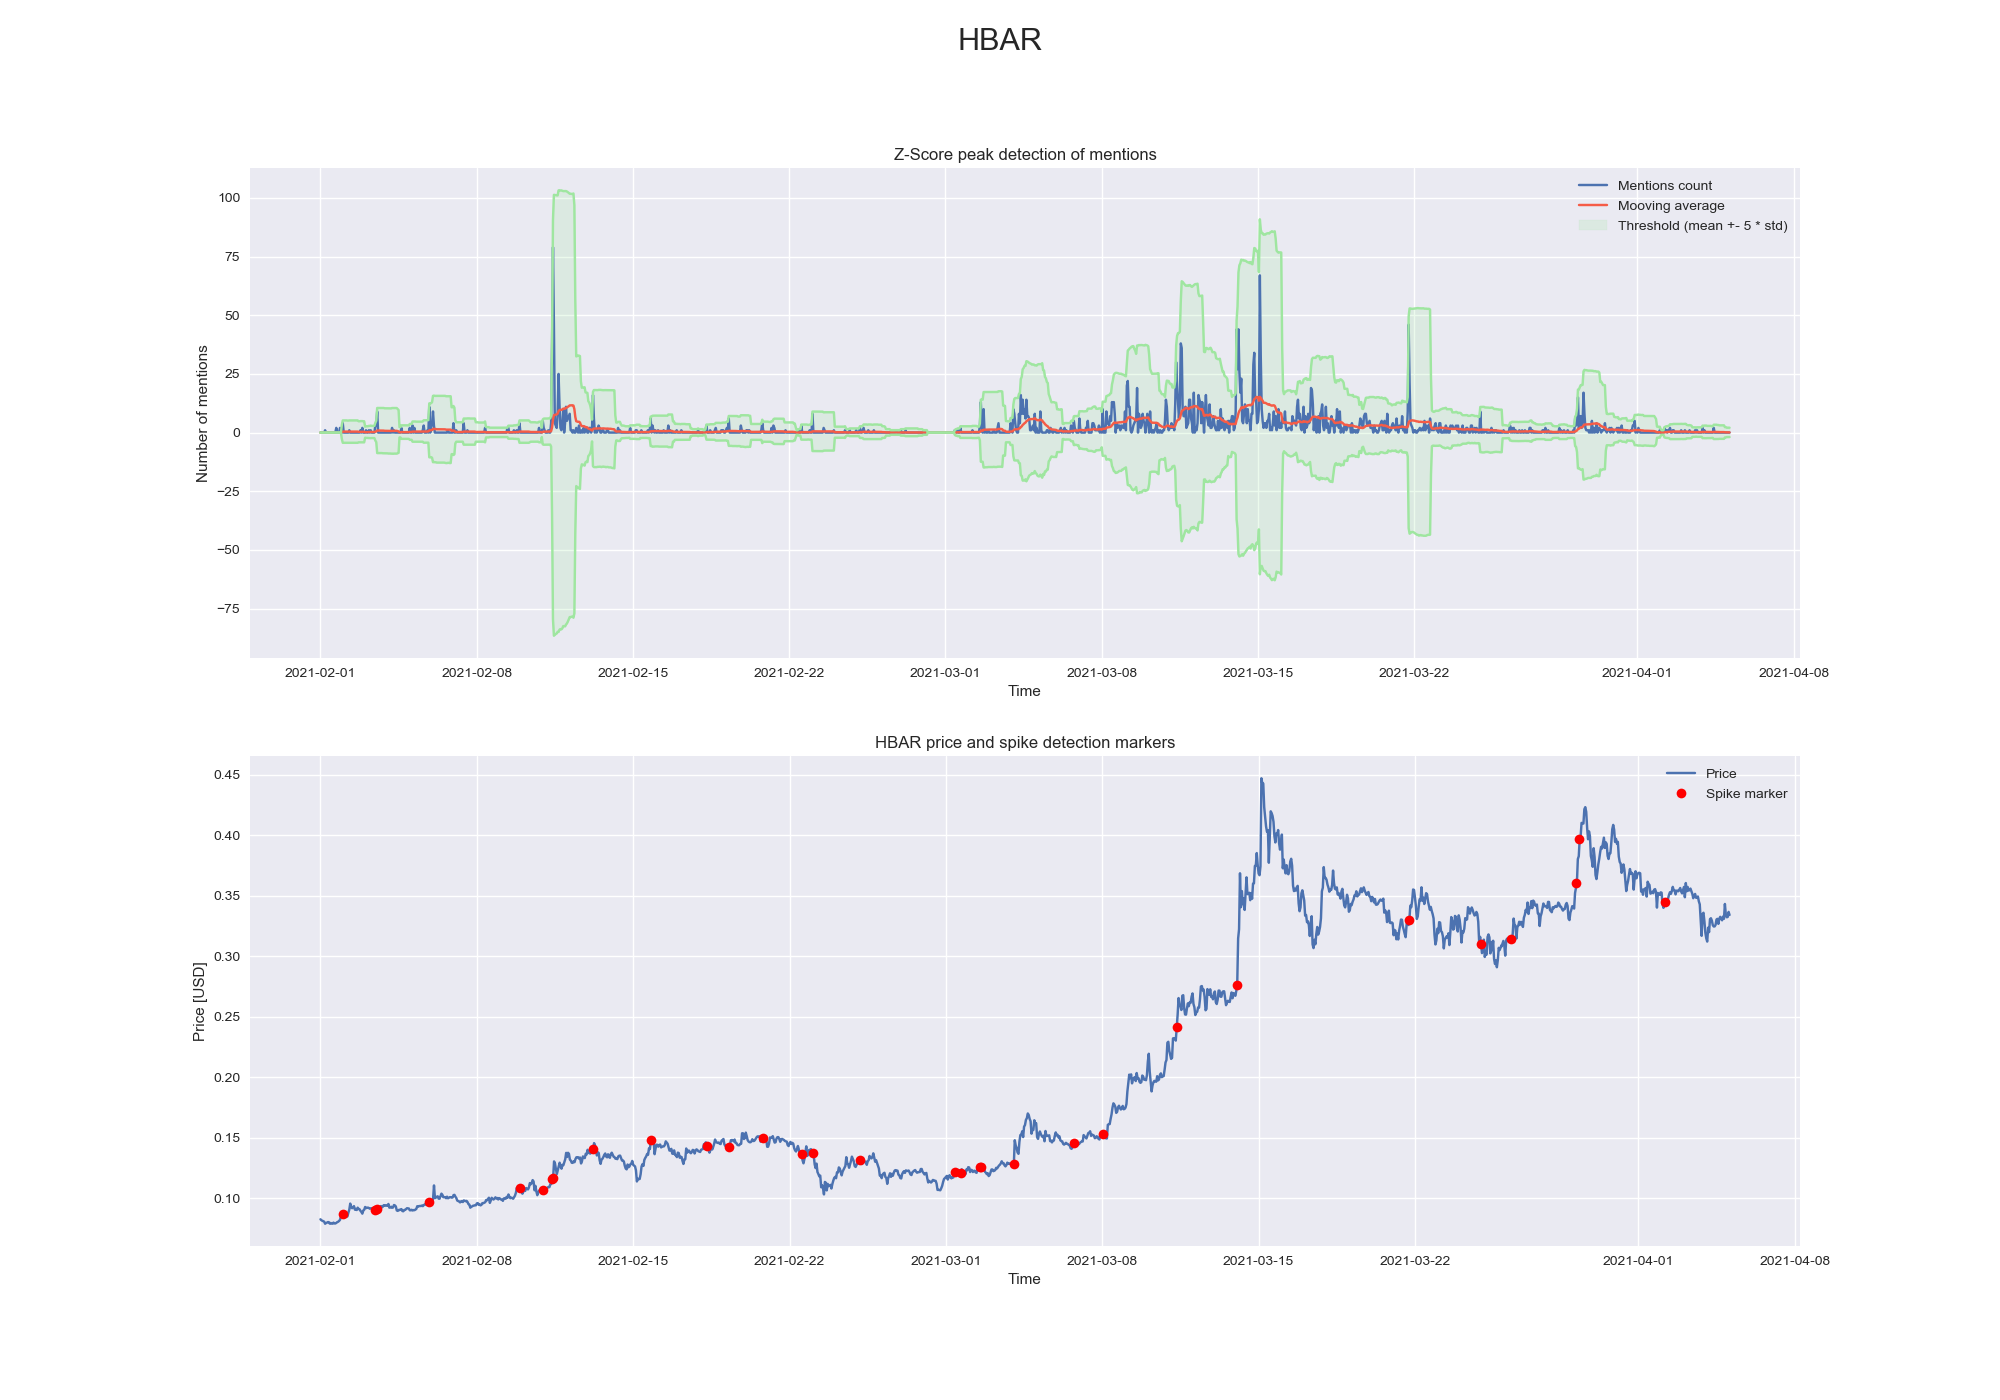 HBAR
Z-Score peak detection of mentions
Mentions count
Mooving average
Threshold (mean +- 5 * std)
Number of mentions
100
75
50
25
0
−25
−50
−75
2021-02-01 2021-02-08 2021-02-15 2021-02-22 2021-03-01 2021-03-08 2021-03-15 2021-03-22 2021-04-01 2021-04-08
Time
HBAR price and spike detection markers
Price
Spike marker
Price [USD]
0.45
0.40
0.35
0.30
0.25
0.20
0.15
0.10
2021-02-01 2021-02-08 2021-02-15 2021-02-22 2021-03-01 2021-03-08 2021-03-15 2021-03-22 2021-04-01 2021-04-08
Time